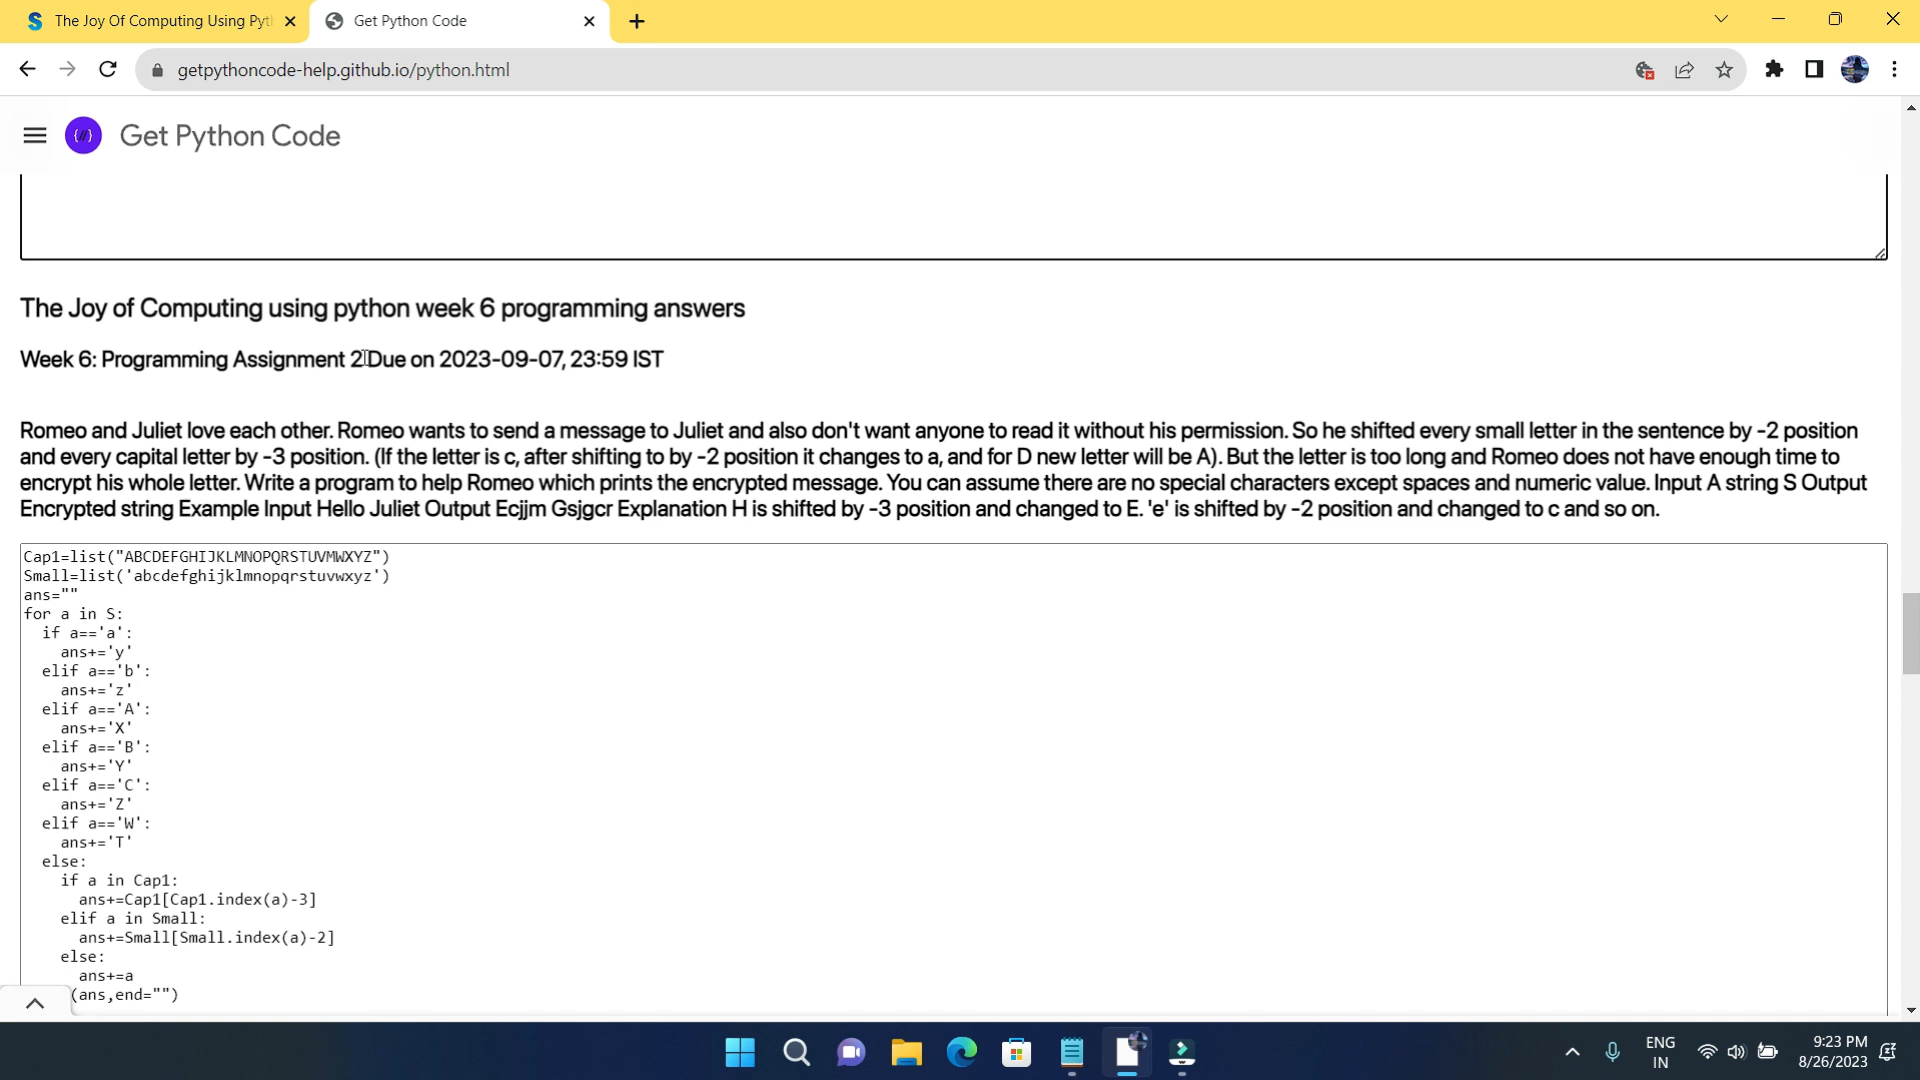 The Joy Of Computing Using Pyt
Get Python Code
getpythoncode-help.github.io/python.html
{/} Get Python Code
The Joy of Computing using python week 6 programming answers
Week 6: Programming Assignment 2 Due on 2023-09-07, 23:59 IST
Romeo and Juliet love each other. Romeo wants to send a message to Juliet and also don't want anyone to read it without his permission. So he shifted every small letter in the sentence by -2 position
and every capital letter by -3 position. (If the letter is c, after shifting to by -2 position it changes to a, and for D new letter will be A). But the letter is too long and Romeo does not have enough time to
encrypt his whole letter. Write a program to help Romeo which prints the encrypted message. You can assume there are no special characters except spaces and numeric value. Input A string S Output
Encrypted string Example Input Hello Juliet Output Ecjjm Gsjgcr Explanation H is shifted by -3 position and changed to E. 'e' is shifted by -2 position and changed to c and so on.
Cap1=list("ABCDEFGHIJKLMNOPQRSTUVMWXYZ")
Small=list('abcdefghijklmnopqrstuvwxyz')
ans=""
for a in S:
  if a=='a':
    ans+='y'
  elif a=='b':
    ans+='z'
  elif a=='A':
    ans+='X'
  elif a=='B':
    ans+='Y'
  elif a=='C':
    ans+='Z'
  elif a=='W':
    ans+='T'
  else:
    if a in Cap1:
      ans+=Cap1[Cap1.index(a)-3]
    elif a in Small:
      ans+=Small[Small.index(a)-2]
    else:
      ans+=a
(ans,end="")
ENG
IN
9:23 PM
8/26/2023